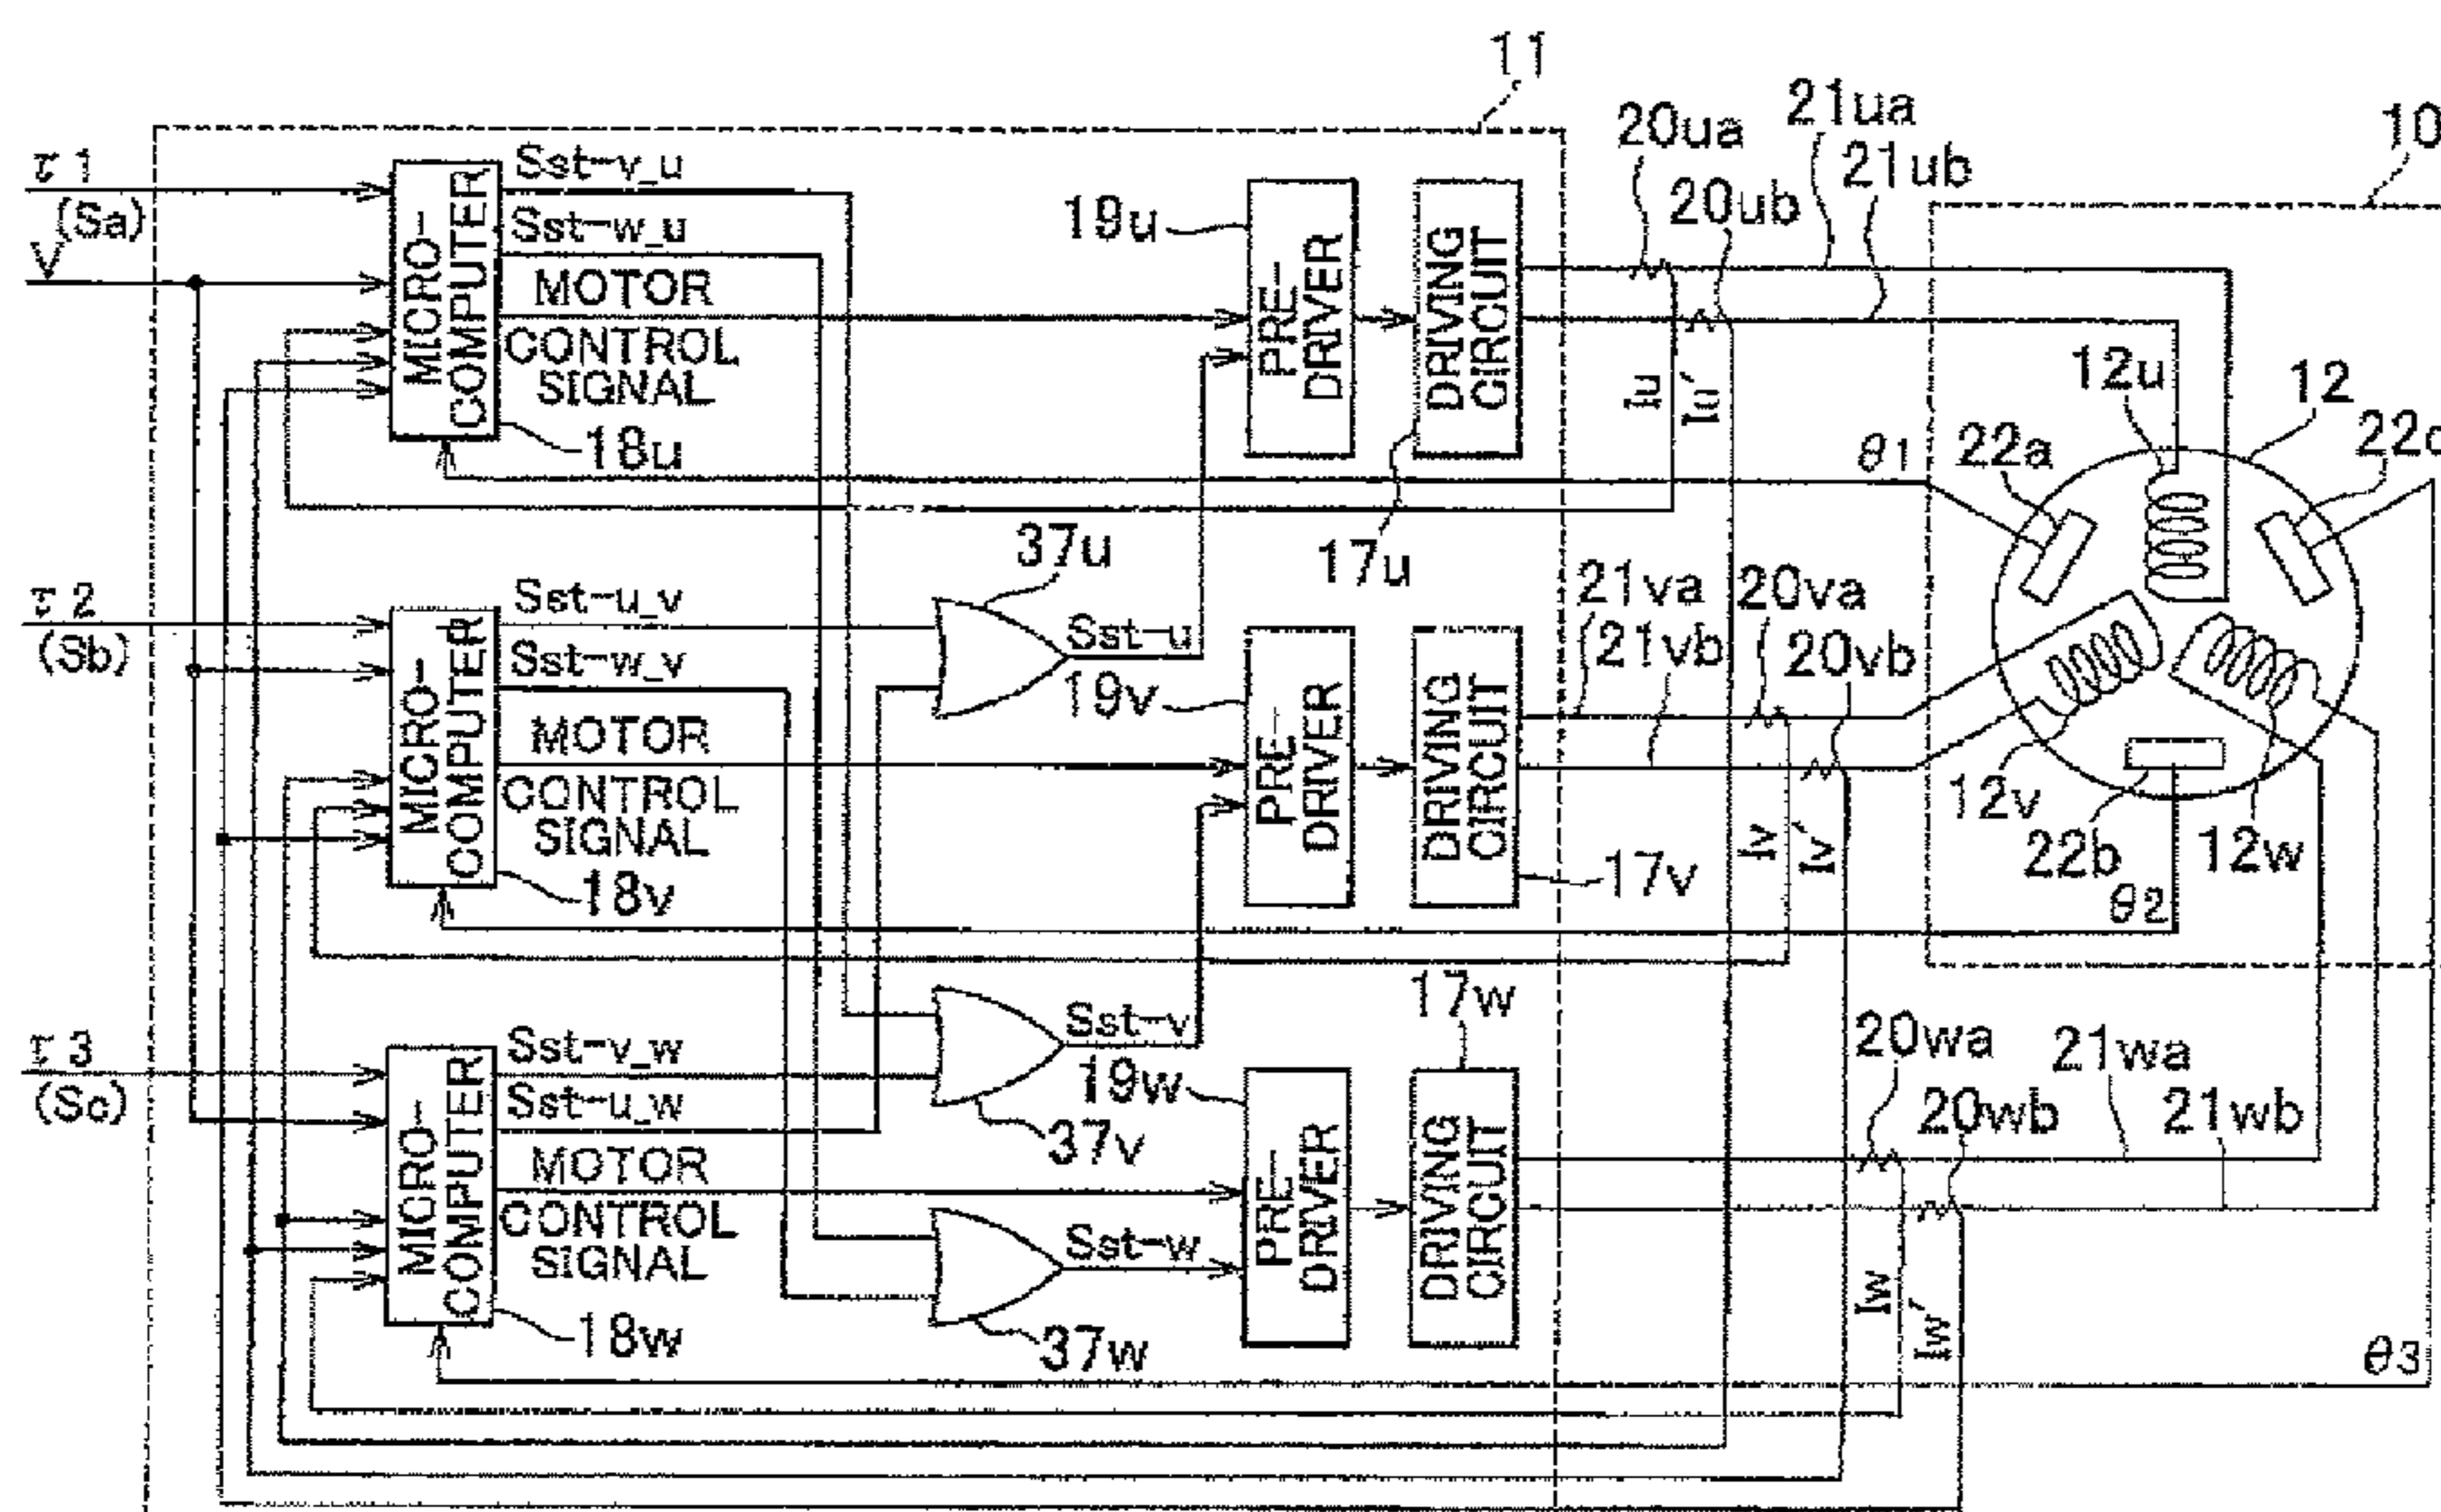 11
τ1
(Sa)
V
MICRO-
COMPUTER
Sst-v_u
Sst-w_u
MOTOR
CONTROL
SIGNAL
18u
19u
PRE-
DRIVER
DRIVING
CIRCUIT
17u
20ua
20ub
21ua
21ub
10
Iu
Iu'
θ1
12u
12
22a
τ2
(Sb)
MICRO-
COMPUTER
Sst-u_v
Sst-w_v
MOTOR
CONTROL
SIGNAL
18v
37u
Sst-u
19v
PRE-
DRIVER
DRIVING
CIRCUIT
17v
21va
21vb
20va
20vb
Iv
Iv'
12v
22b
12w
θ2
τ3
(Sc)
MICRO-
COMPUTER
Sst-v_w
Sst-u_w
MOTOR
CONTROL
SIGNAL
18w
Sst-v
37v
Sst-w
37w
19w
PRE-
DRIVER
17w
DRIVING
CIRCUIT
20wa
20wb
21wa
21wb
Iw
Iw'
θ3